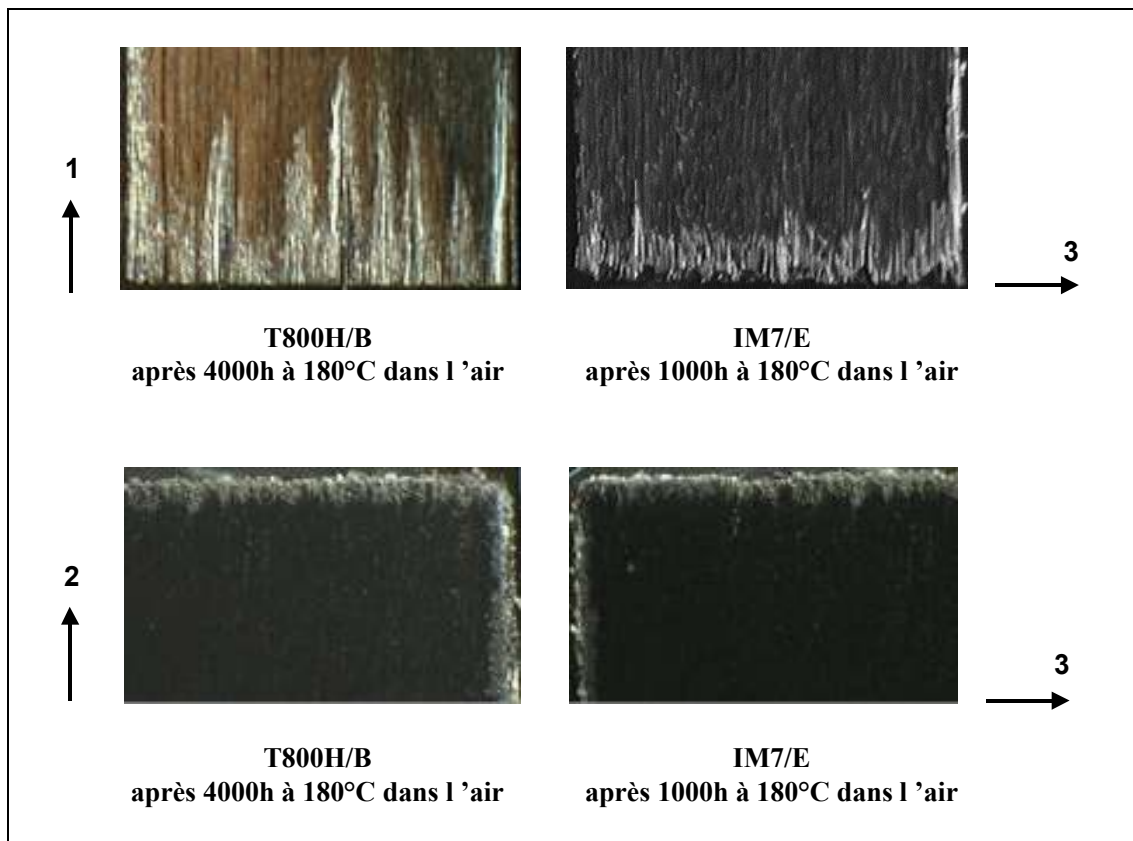 1
3
T800H/B
après 4000h à 180°C dans l ’air
IM7/E
après 1000h à 180°C dans l ’air
2
3
T800H/B
après 4000h à 180°C dans l ’air
IM7/E
après 1000h à 180°C dans l ’air